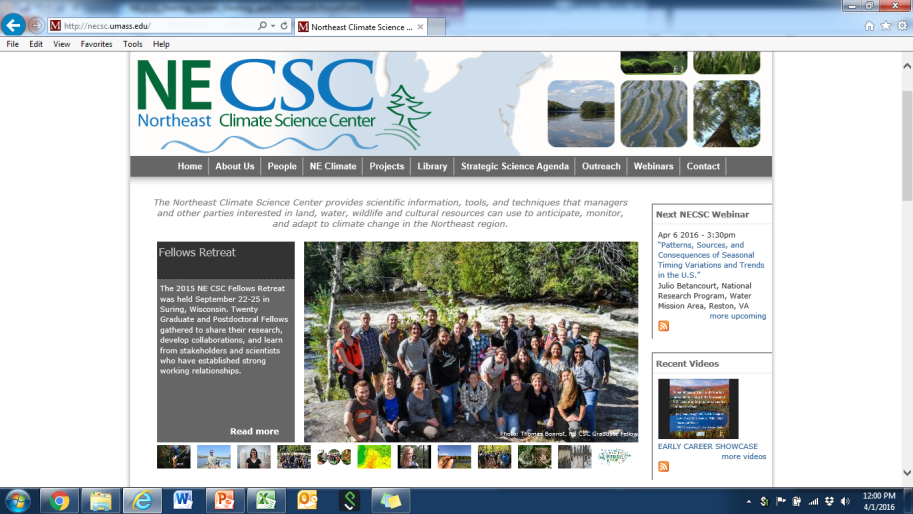 http://necsc.umass.edu/
Northeast Climate Science ...
File Edit View Favorites Tools Help
NECSC
Northeast Climate Science Center
Home About Us People NE Climate Projects Library Strategic Science Agenda Outreach Webinars Contact
The Northeast Climate Science Center provides scientific information, tools, and techniques that managers
and other parties interested in land, water, wildlife and cultural resources can use to anticipate, monitor,
and adapt to climate change in the Northeast region.
Fellows Retreat
The 2015 NE CSC Fellows Retreat
was held September 22-25 in
Suring, Wisconsin. Twenty
Graduate and Postdoctoral Fellows
gathered to share their research,
develop collaborations, and learn
from stakeholders and scientists
who have established strong
working relationships.
Read more
Photo: Thomas Bonnot, NE CSC Graduate Fellow
Next NECSC Webinar
Apr 6 2016 - 3:30pm
"Patterns, Sources, and
Consequences of Seasonal
Timing Variations and Trends
in the U.S."
Julio Betancourt, National
Research Program, Water
Mission Area, Reston, VA
more upcoming
Recent Videos
EARLY CAREER SHOWCASE
more videos
12:00 PM
4/1/2016